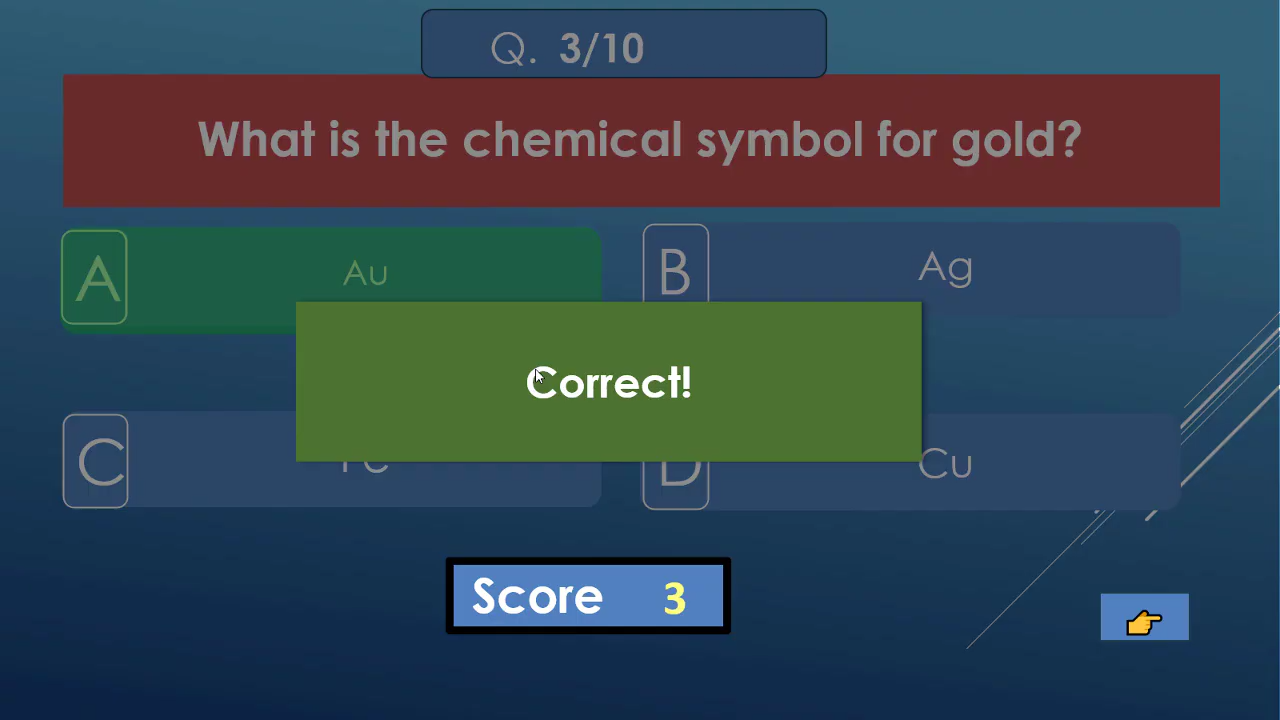 Q. 3/10
What is the chemical symbol for gold?
A Au
B Ag
Correct!
C
D Cu
Score 3